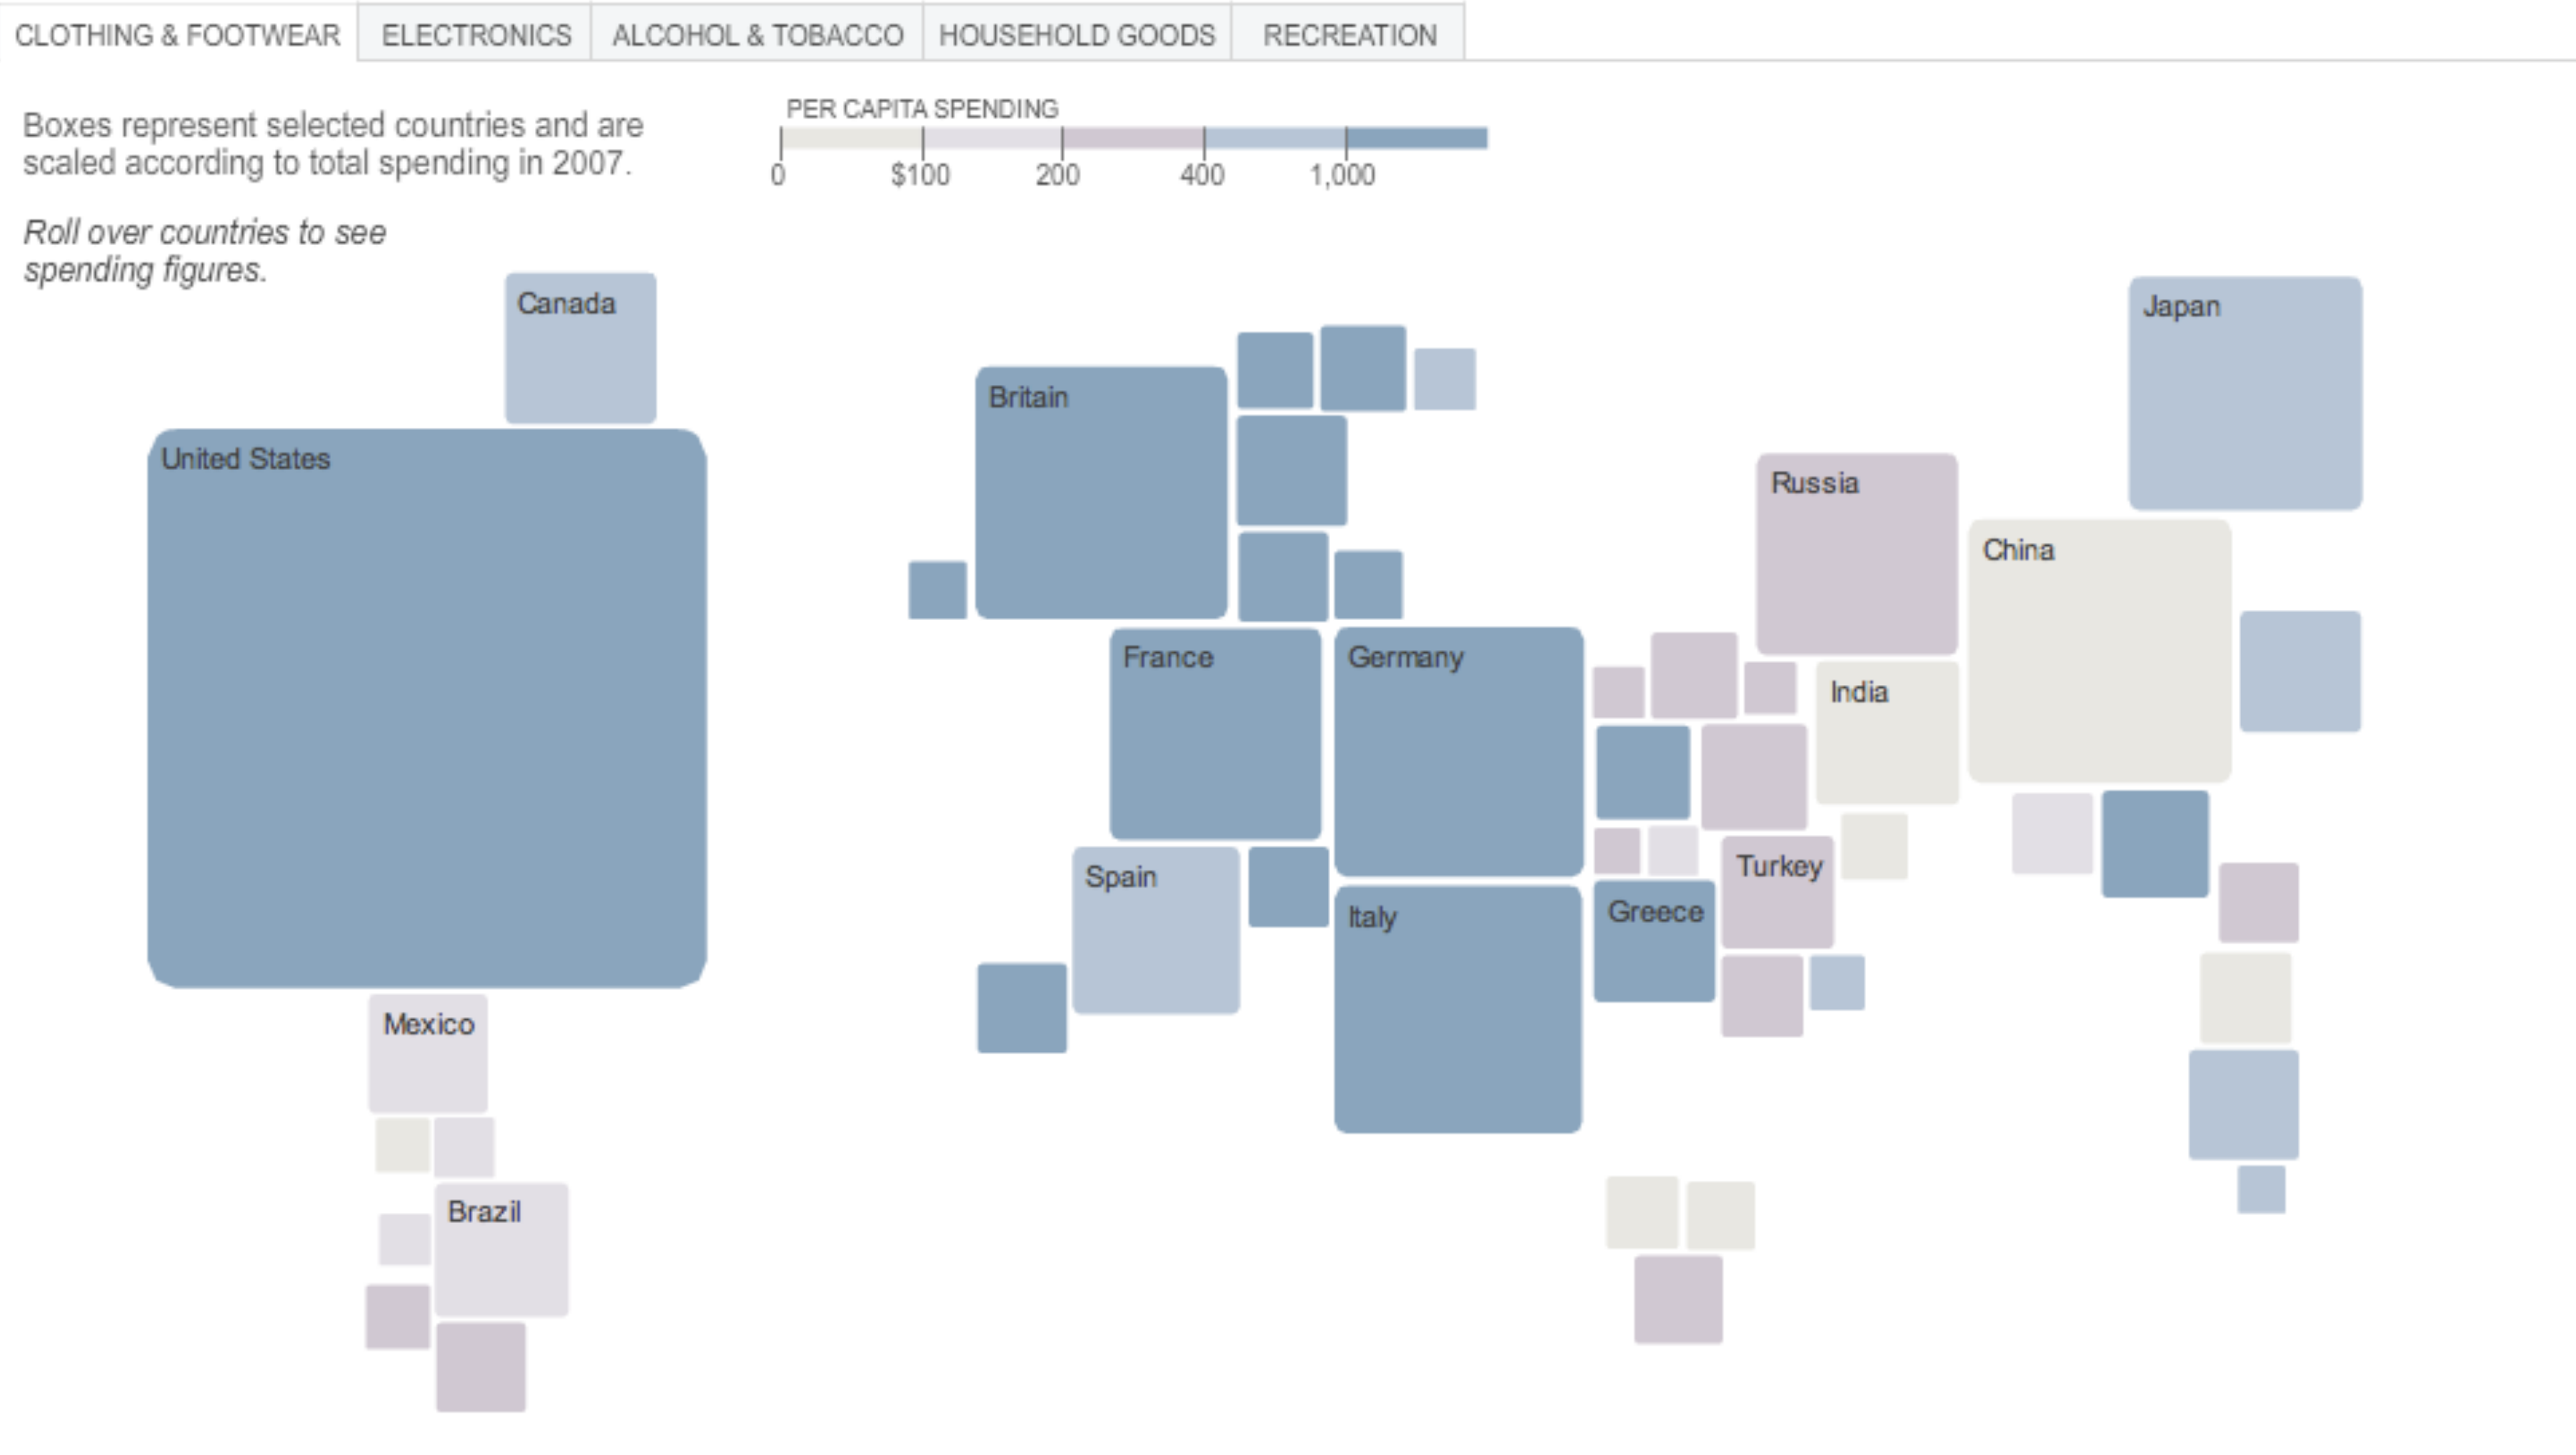 CLOTHING & FOOTWEAR
ELECTRONICS
ALCOHOL & TOBACCO
HOUSEHOLD GOODS
RECREATION
Boxes represent selected countries and are
scaled according to total spending in 2007.
Roll over countries to see
spending figures.
PER CAPITA SPENDING
0 $100 200 400 1,000
Canada
Japan
Britain
United States
Russia
China
France
Germany
India
Spain
Turkey
Italy
Greece
Mexico
Brazil